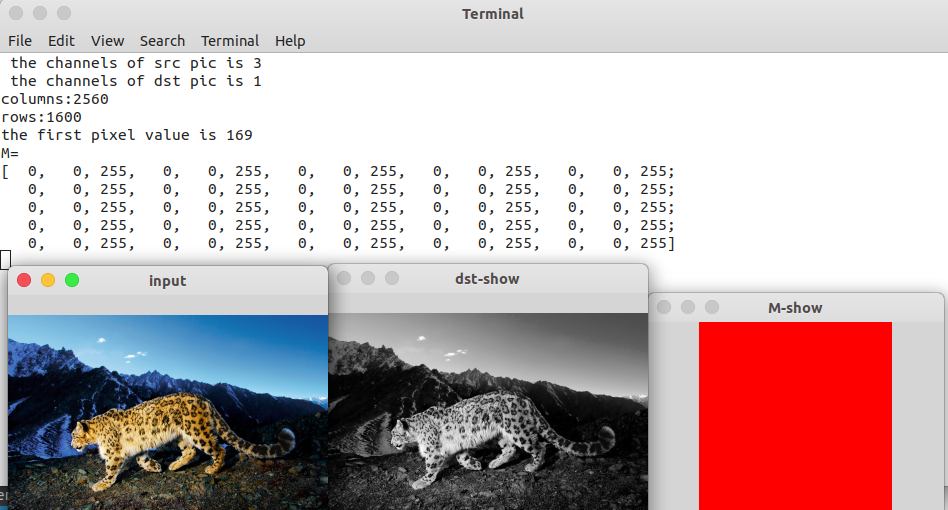 Terminal
File Edit View Search Terminal Help
the channels of src pic is 3
the channels of dst pic is 1
columns:2560
rows:1600
the first pixel value is 169
M=
[  0,   0, 255,   0,   0, 255,   0,   0, 255,   0,   0, 255,   0,   0, 255;
   0,   0, 255,   0,   0, 255,   0,   0, 255,   0,   0, 255,   0,   0, 255;
   0,   0, 255,   0,   0, 255,   0,   0, 255,   0,   0, 255,   0,   0, 255;
   0,   0, 255,   0,   0, 255,   0,   0, 255,   0,   0, 255,   0,   0, 255;
   0,   0, 255,   0,   0, 255,   0,   0, 255,   0,   0, 255,   0,   0, 255]
input
dst-show
M-show
er